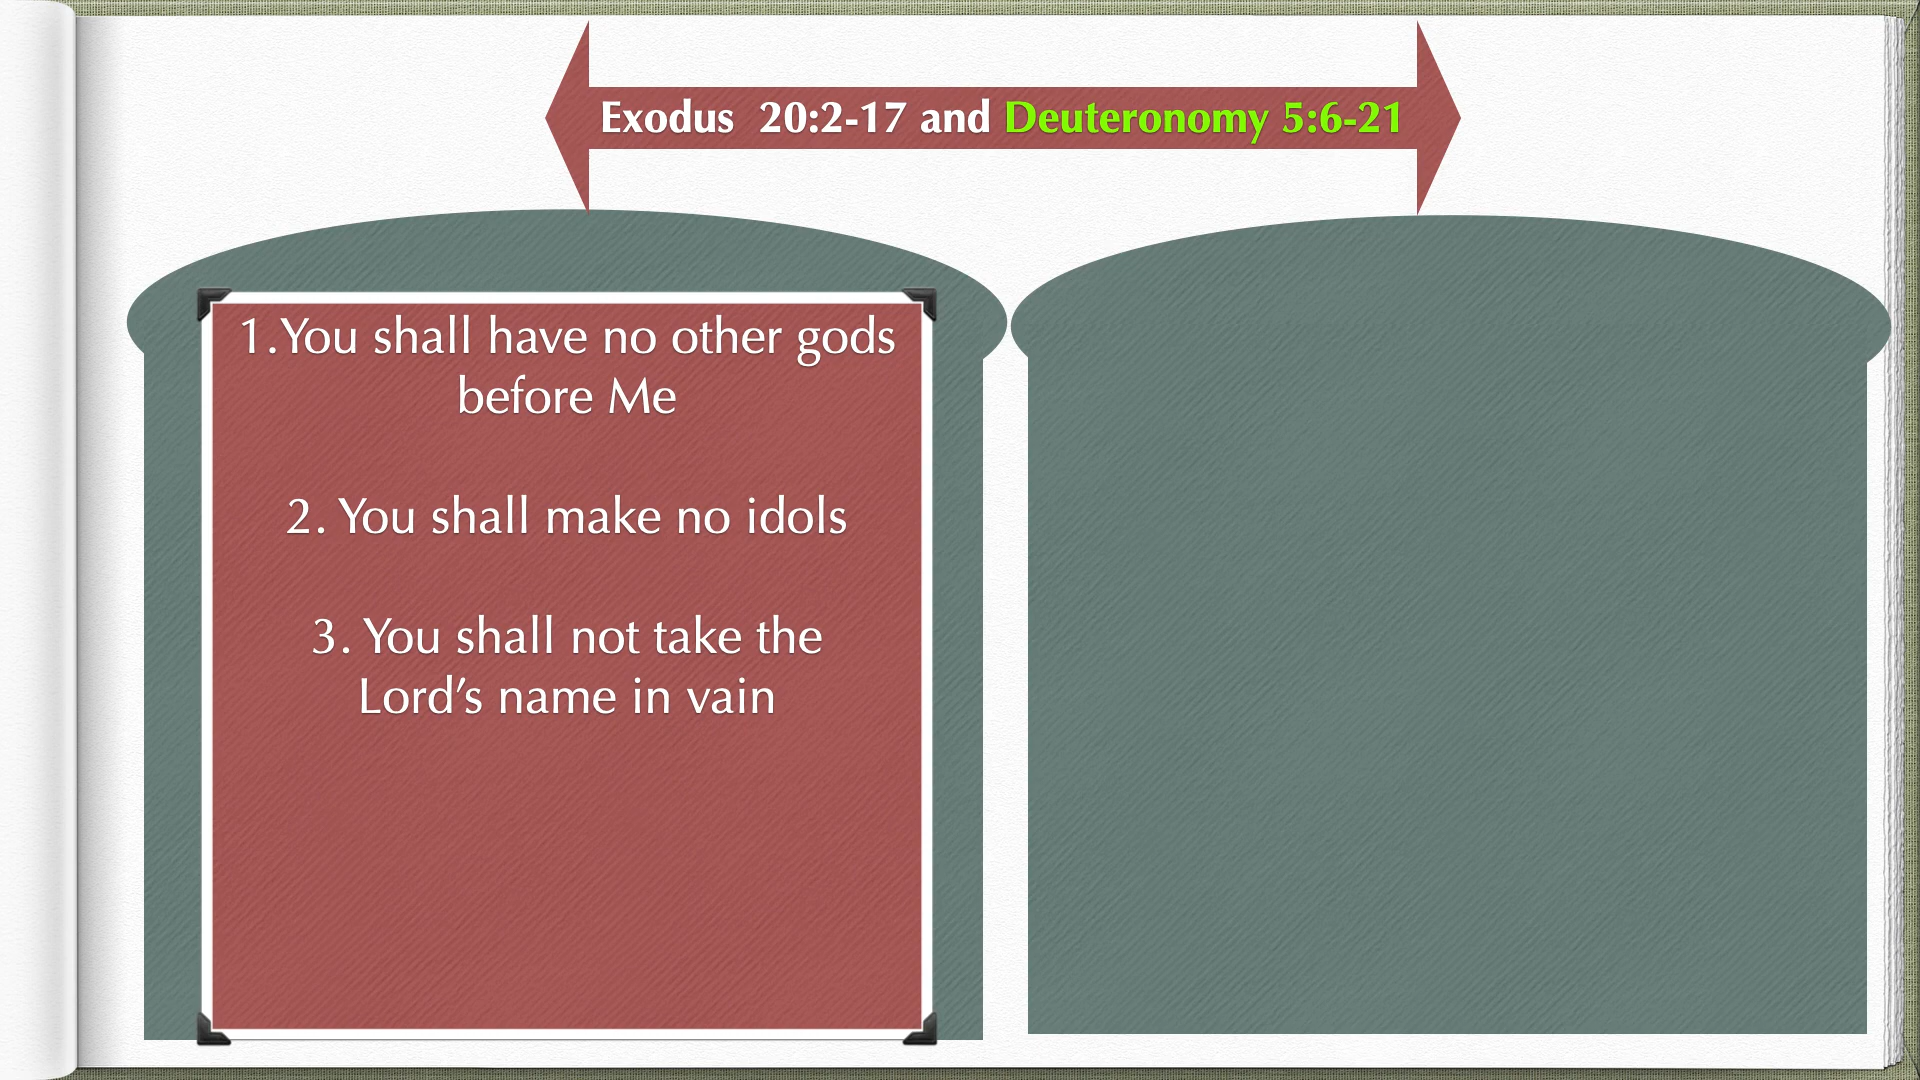 Exodus  20:2-17 and Deuteronomy 5:6-21
1.You shall have no other gods
before Me
2. You shall make no idols
3. You shall not take the
Lord’s name in vain